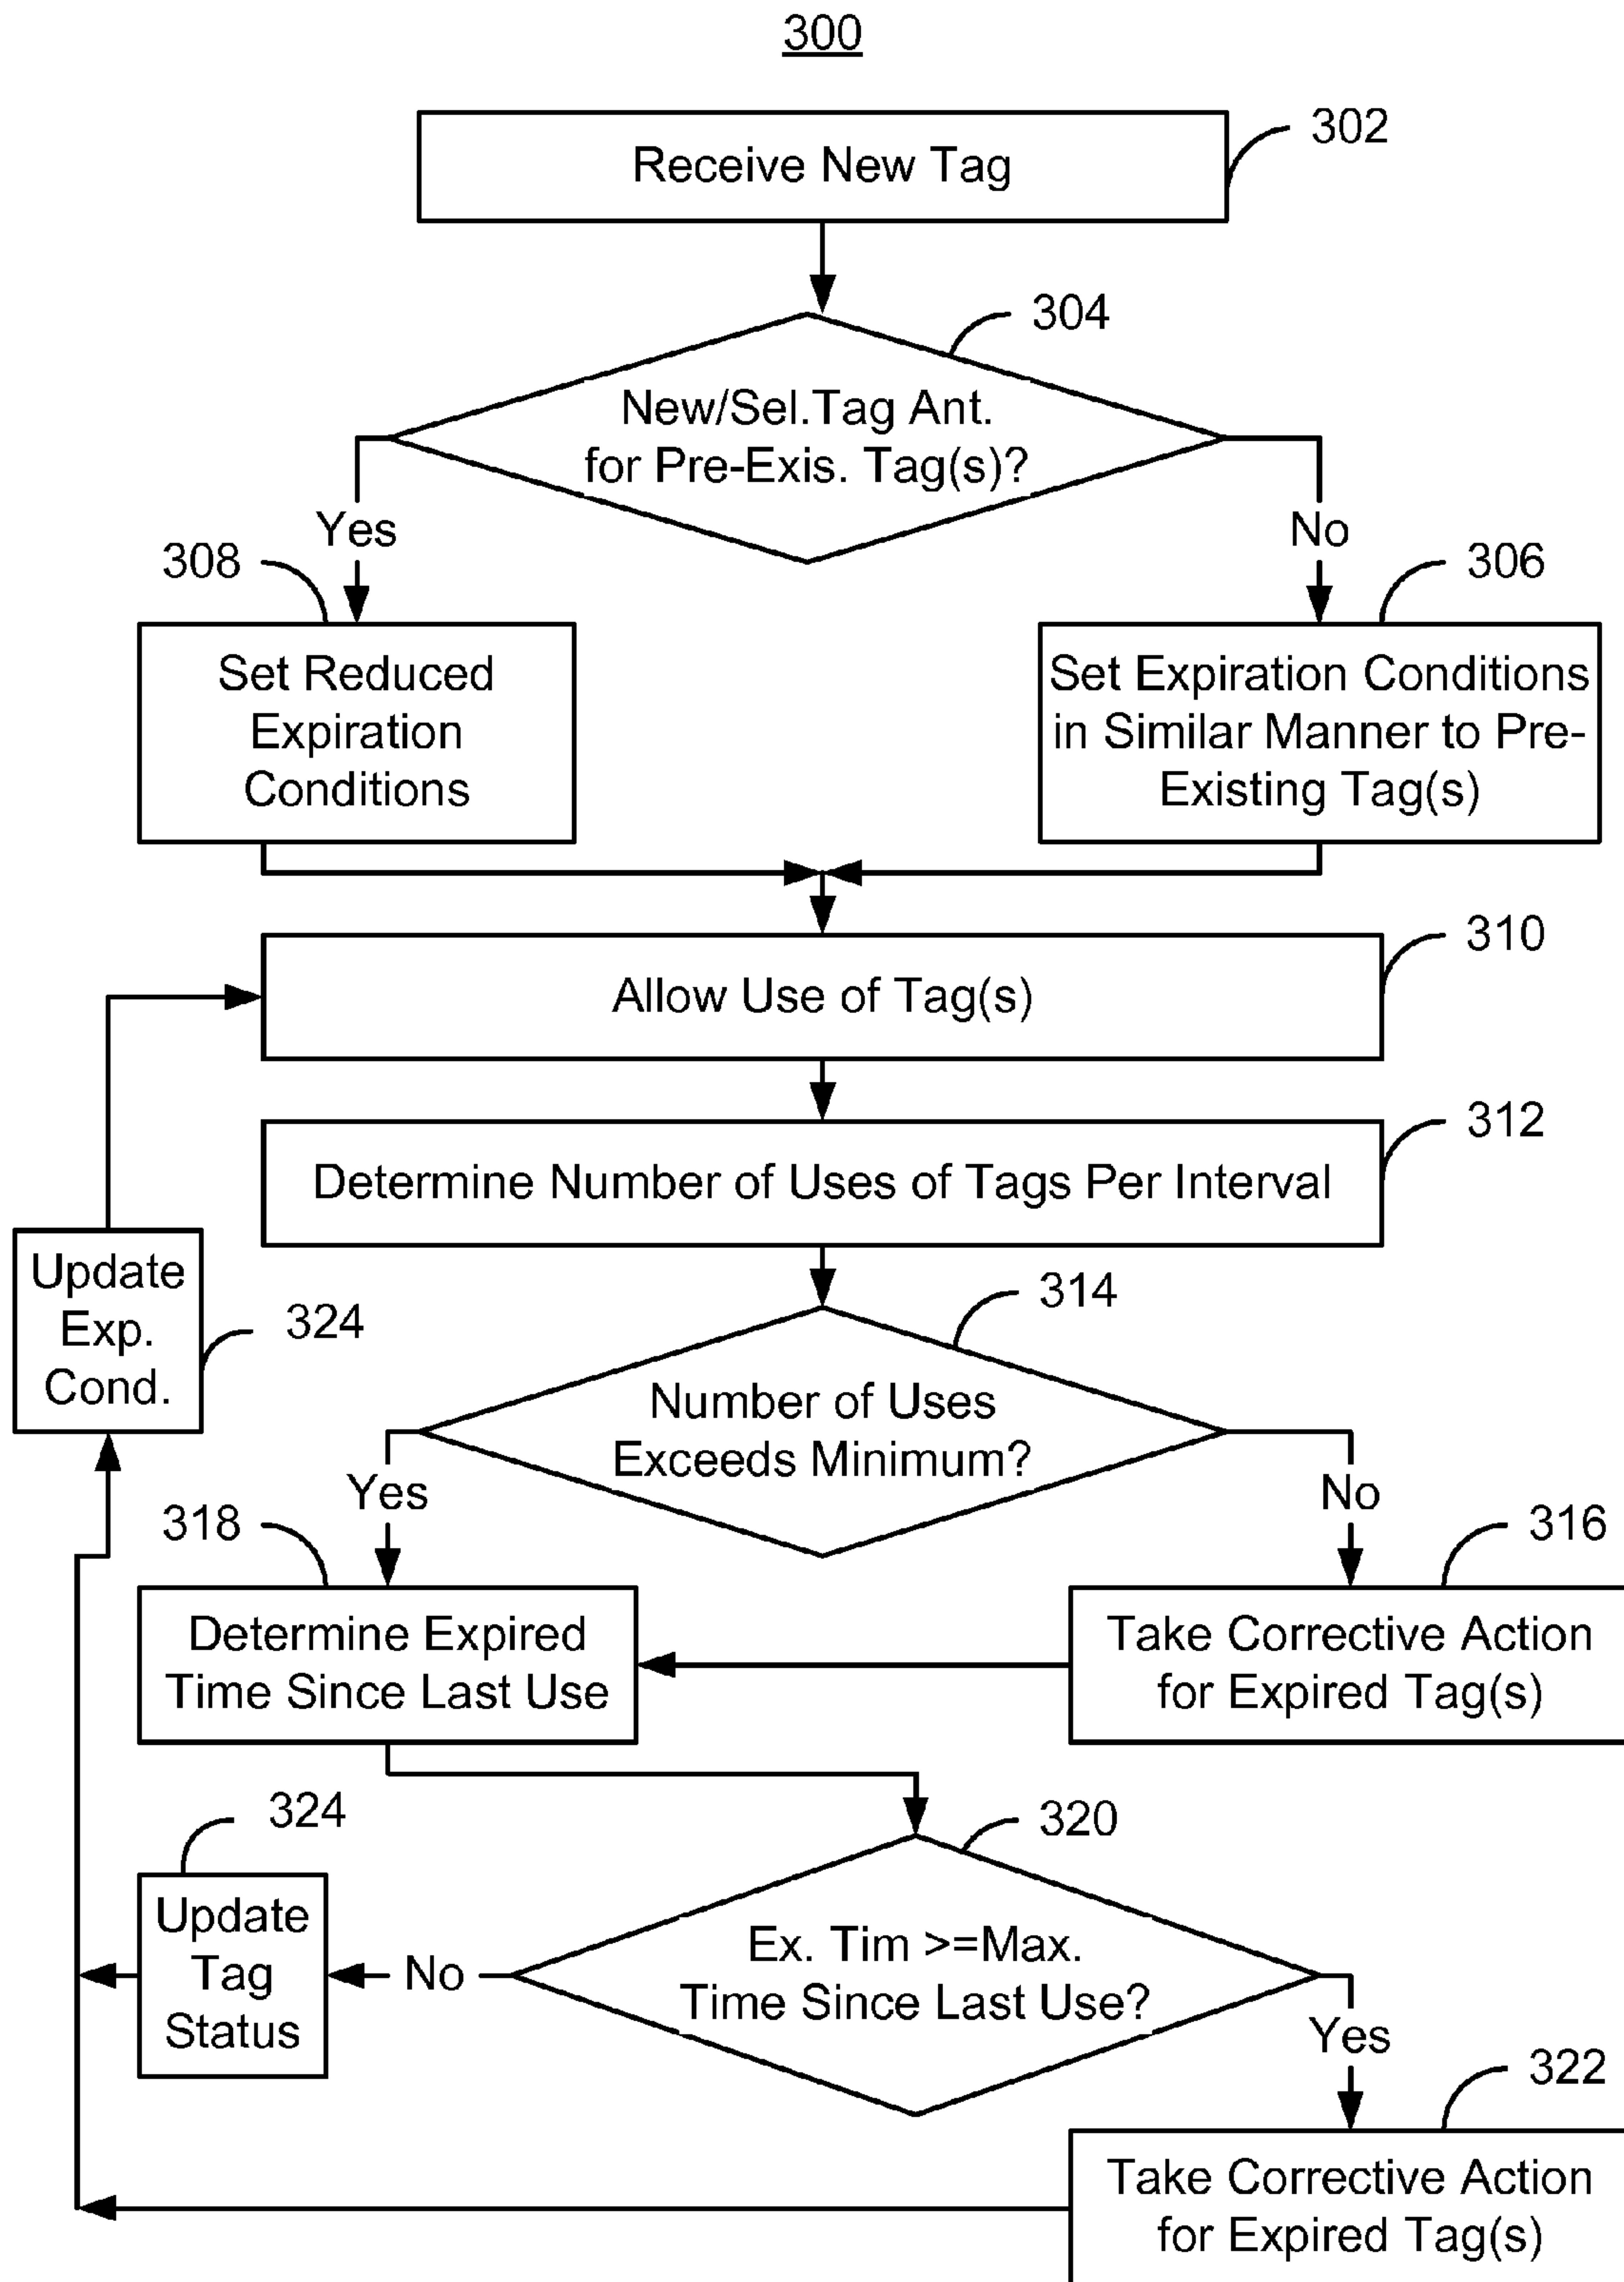 300
302
Receive New Tag
304
New/Sel.Tag Ant.
for Pre-Exis. Tag(s)?
Yes
No
308
306
Set Reduced
Expiration
Conditions
Set Expiration Conditions
in Similar Manner to Pre-
Existing Tag(s)
310
Allow Use of Tag(s)
312
Determine Number of Uses of Tags Per Interval
Update
Exp.
Cond.
324
314
Number of Uses
Exceeds Minimum?
Yes
No
318
316
Determine Expired
Time Since Last Use
Take Corrective Action
for Expired Tag(s)
324
320
Update
Tag
Status
No
Ex. Tim >=Max.
Time Since Last Use?
Yes
322
Take Corrective Action
for Expired Tag(s)